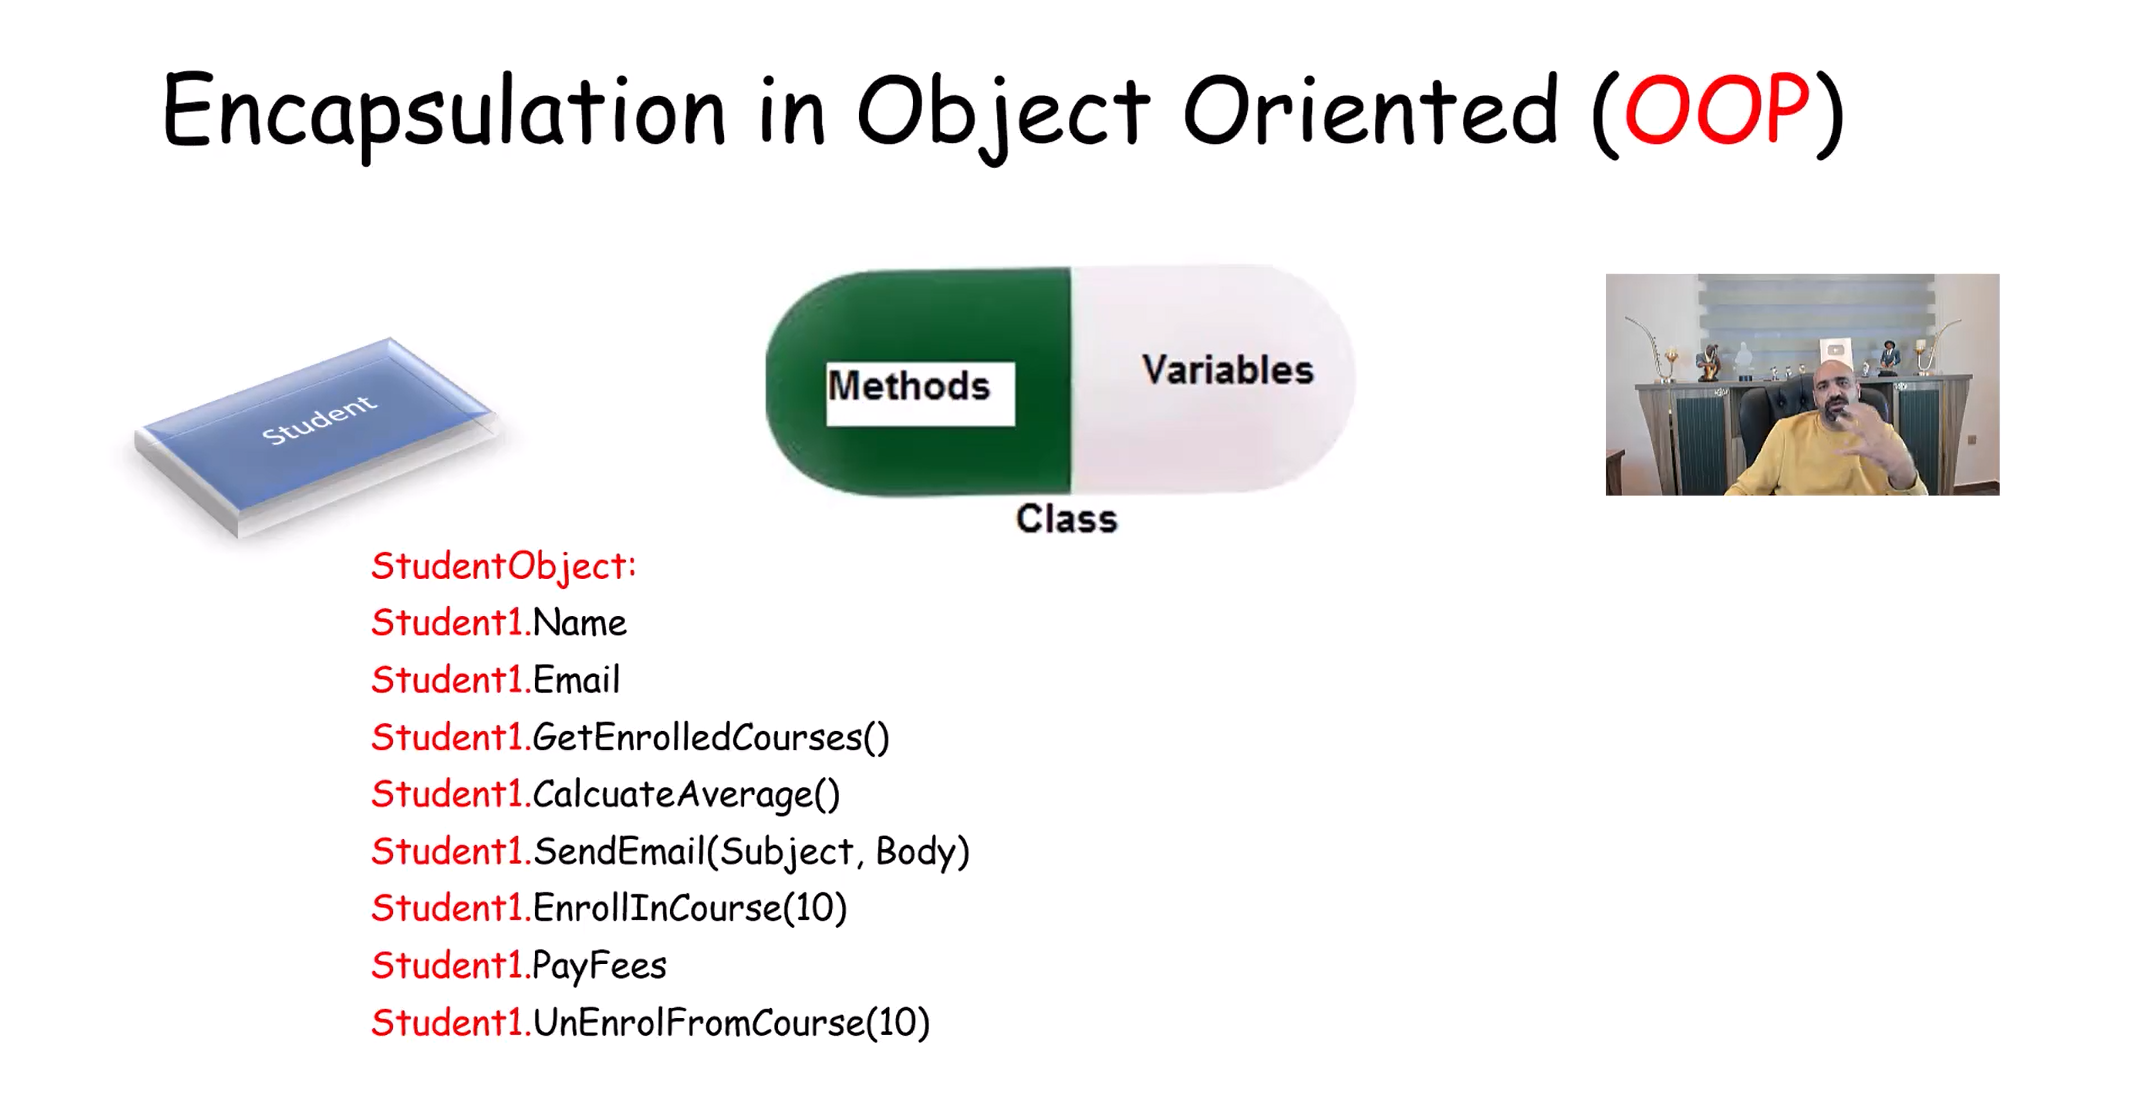 Encapsulation in Object Oriented (OOP)
Student
Methods
Variables
Class
StudentObject:
Student1.Name
Student1.Email
Student1.GetEnrolledCourses()
Student1.CalcuateAverage()
Student1.SendEmail(Subject, Body)
Student1.EnrollInCourse(10)
Student1.PayFees
Student1.UnEnrolFromCourse(10)